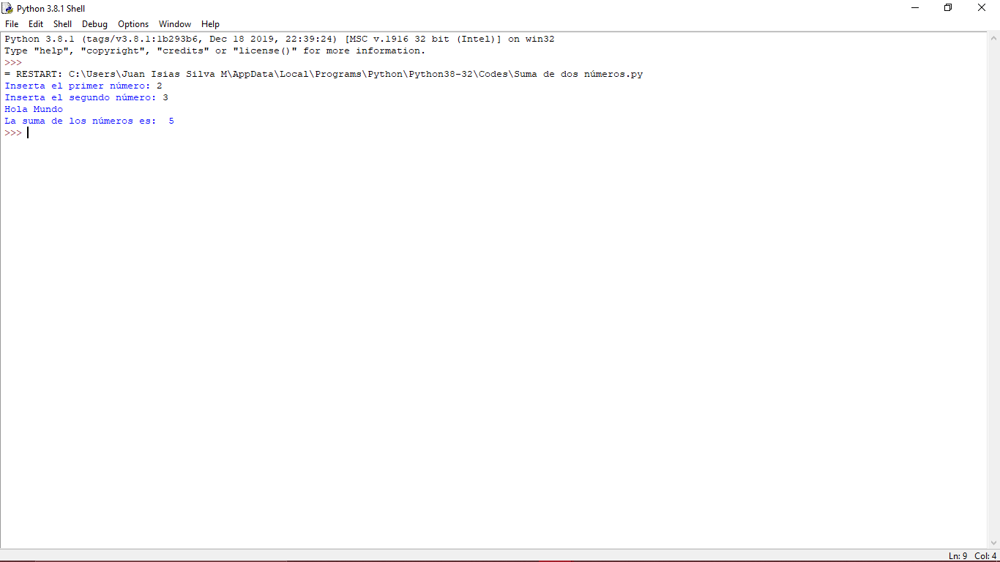 Python 3.8.1 Shell
File Edit Shell Debug Options Window Help
Python 3.8.1 (tags/v3.8.1:1b293b6, Dec 18 2019, 22:39:24) [MSC v.1916 32 bit (Intel)] on win32
Type "help", "copyright", "credits" or "license()" for more information.
>>>
= RESTART: C:\Users\Juan Isias Silva M\AppData\Local\Programs\Python\Python38-32\Codes\Suma de dos números.py
Inserta el primer número: 2
Inserta el segundo número: 3
Hola Mundo
La suma de los números es:  5
>>>
Ln: 9 Col: 4